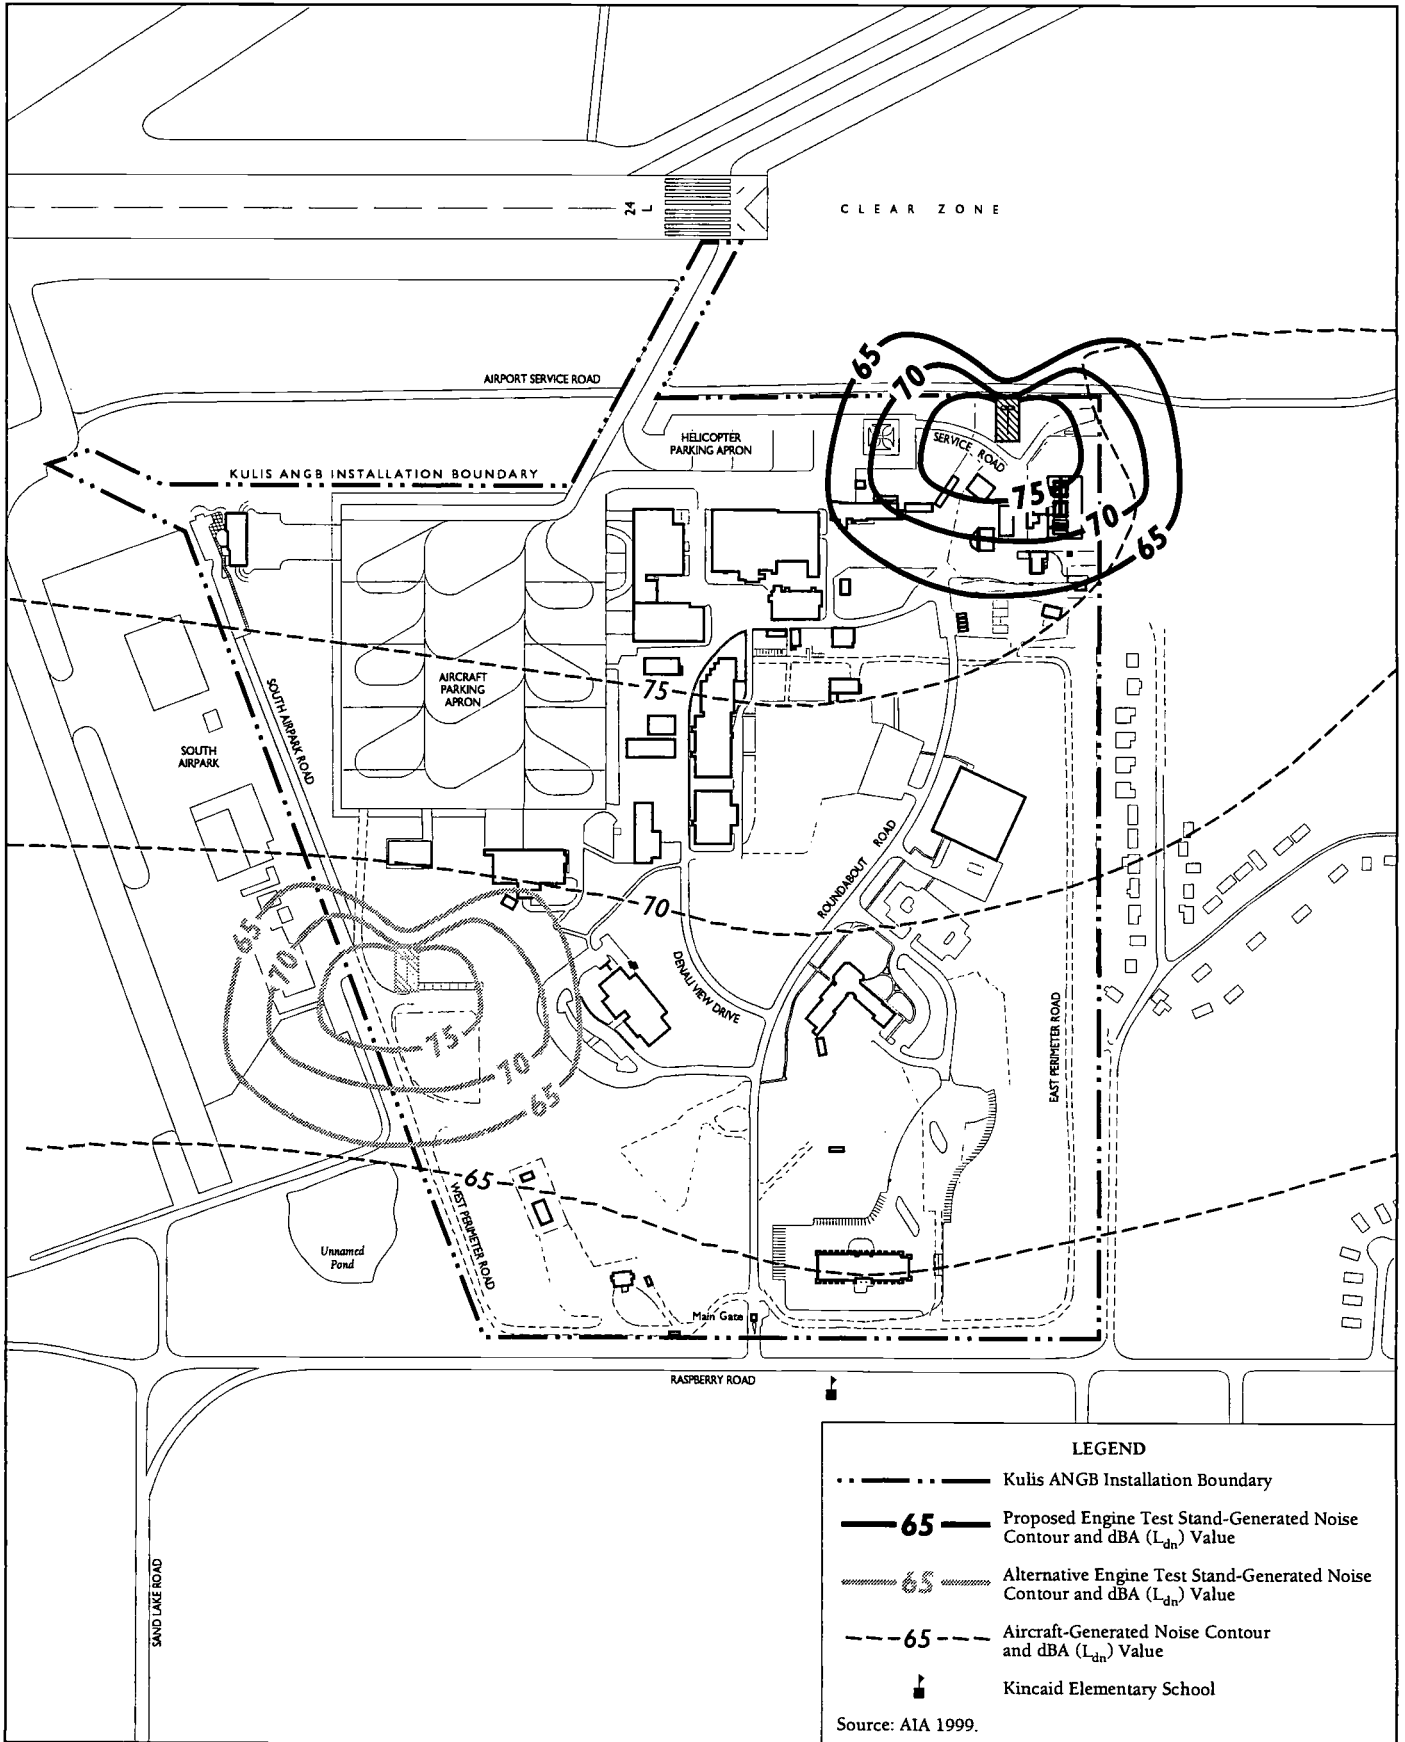 24
L
CLEAR ZONE
65
70
AIRPORT SERVICE ROAD
HELICOPTER
PARKING APRON
SERVICE ROAD
KULIS ANGB INSTALLATION BOUNDARY
75
70
65
75
AIRCRAFT
PARKING
APRON
SOUTH AIRPARK ROAD
SOUTH
AIRPARK
ROUNDABOUT ROAD
70
65
70
DENALI VIEW DRIVE
75
70
65
EAST PERIMETER ROAD
65
WEST PERIMETER ROAD
Unnamed
Pond
Main Gate
RASPBERRY ROAD
SAND LAKE ROAD
LEGEND
Kulis ANGB Installation Boundary
65
Proposed Engine Test Stand-Generated Noise
Contour and dBA (Ldn) Value
65
Alternative Engine Test Stand-Generated Noise
Contour and dBA (Ldn) Value
65
Aircraft-Generated Noise Contour
and dBA (Ldn) Value
Kincaid Elementary School
Source: AIA 1999.